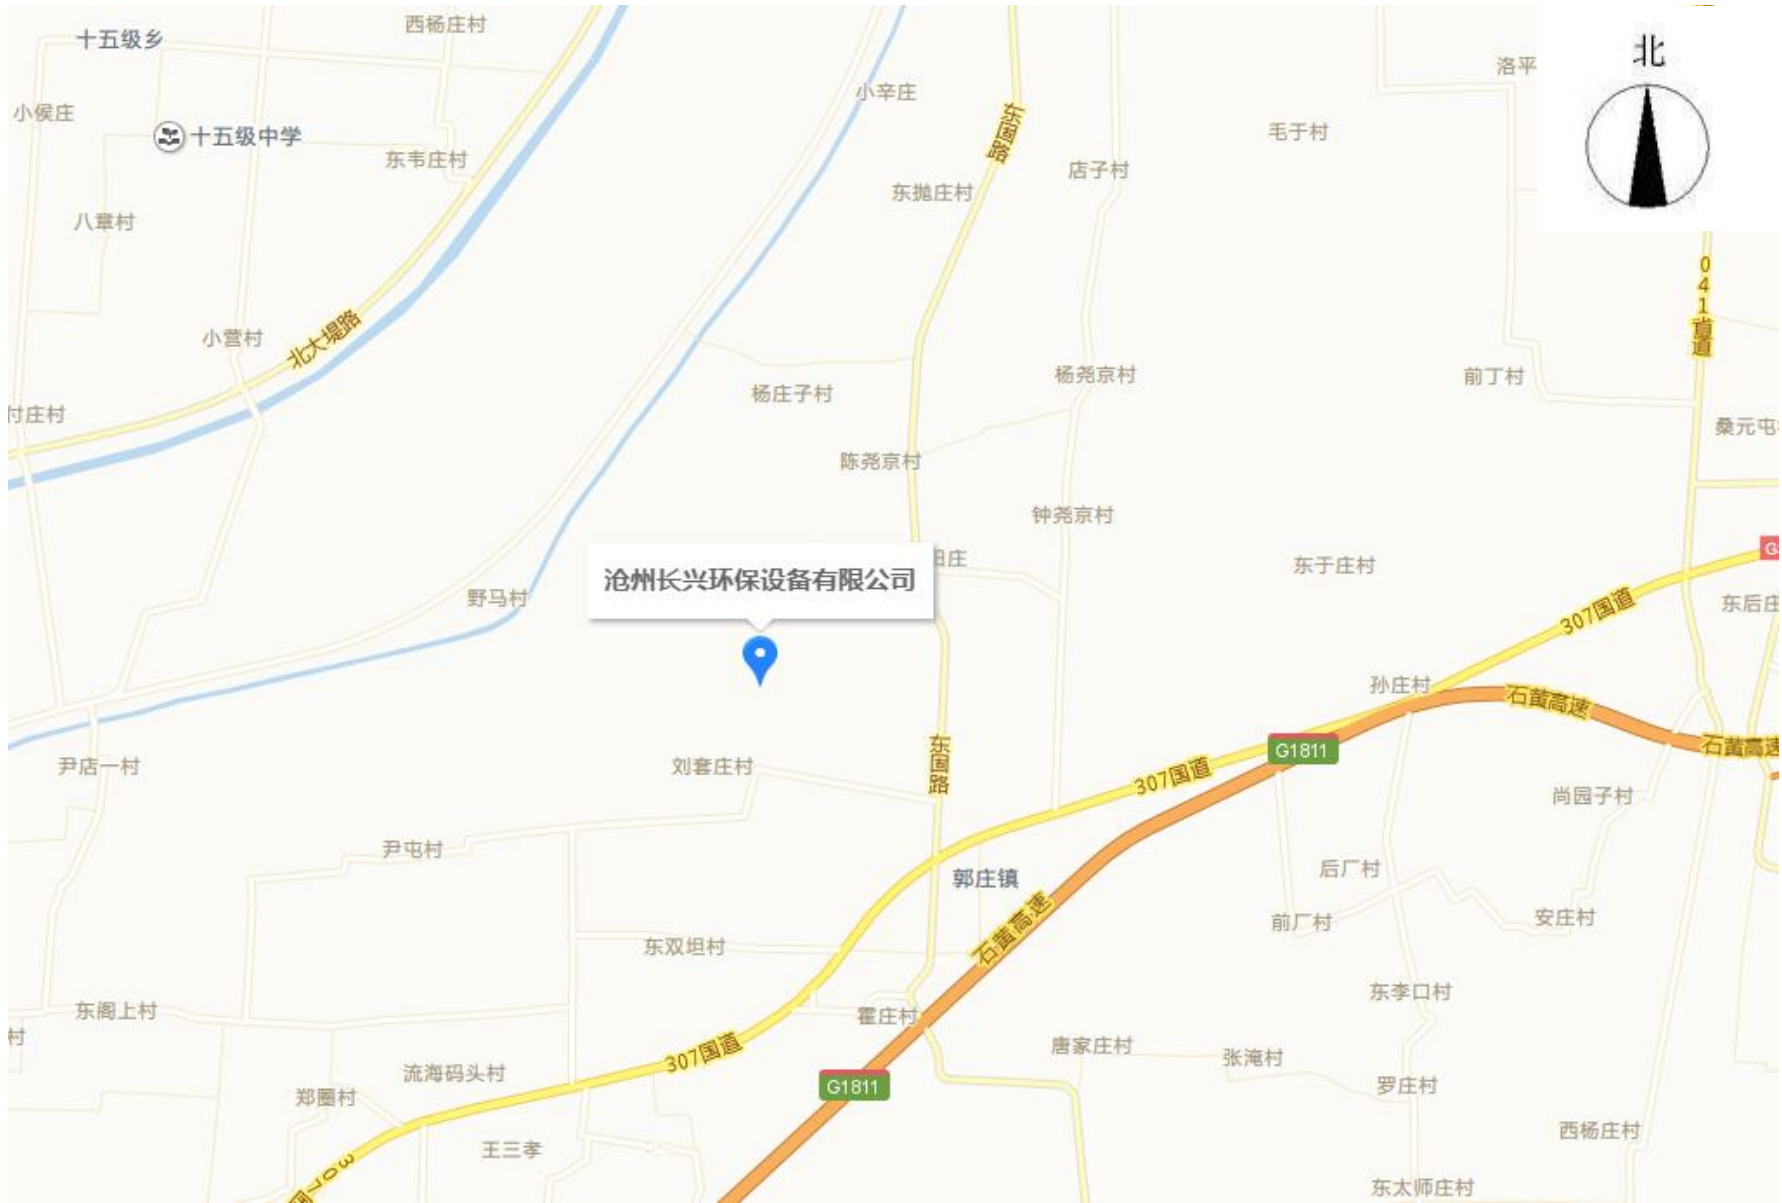 西杨庄村
十五级乡
北
洛平
小辛庄
小侯庄
十五级中学
东固路
毛于村
东韦庄村
店子村
东抛庄村
八章村
041县道
小营村
北大堤路
杨尧京村
前丁村
杨庄子村
付庄村
桑元屯
陈尧京村
钟尧京村
田庄
东于庄村
沧州长兴环保设备有限公司
野马村
307国道
东后庄
孙庄村
石黄高速
东固路
G1811
石黄高速
尹店一村
刘套庄村
307国道
尚园子村
尹屯村
后厂村
郭庄镇
石黄高速
前厂村
安庄村
东双坦村
东李口村
东阁上村
霍庄村
村
307国道
唐家庄村
张淹村
流海码头村
G1811
罗庄村
郑圈村
西杨庄村
王三孝
307国
东太师庄村